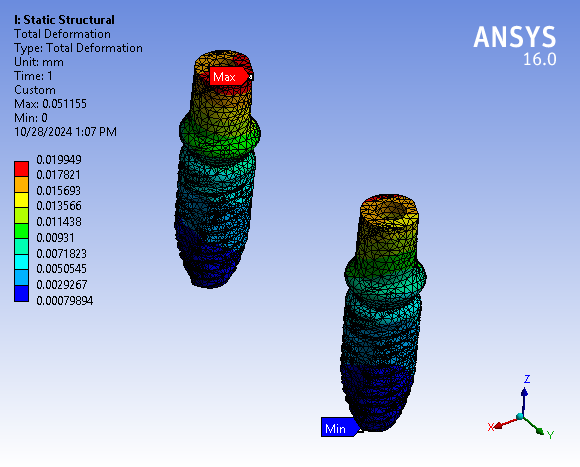 I: Static Structural
Total Deformation
Type: Total Deformation
Unit: mm
Time: 1
Custom
Max: 0.051155
Min: 0
10/28/2024 1:07 PM
ANSYS
16.0
0.019949
0.017821
0.015693
0.013566
0.011438
0.00931
0.0071823
0.0050545
0.0029267
0.00079894
Max
Min
Z
X
Y